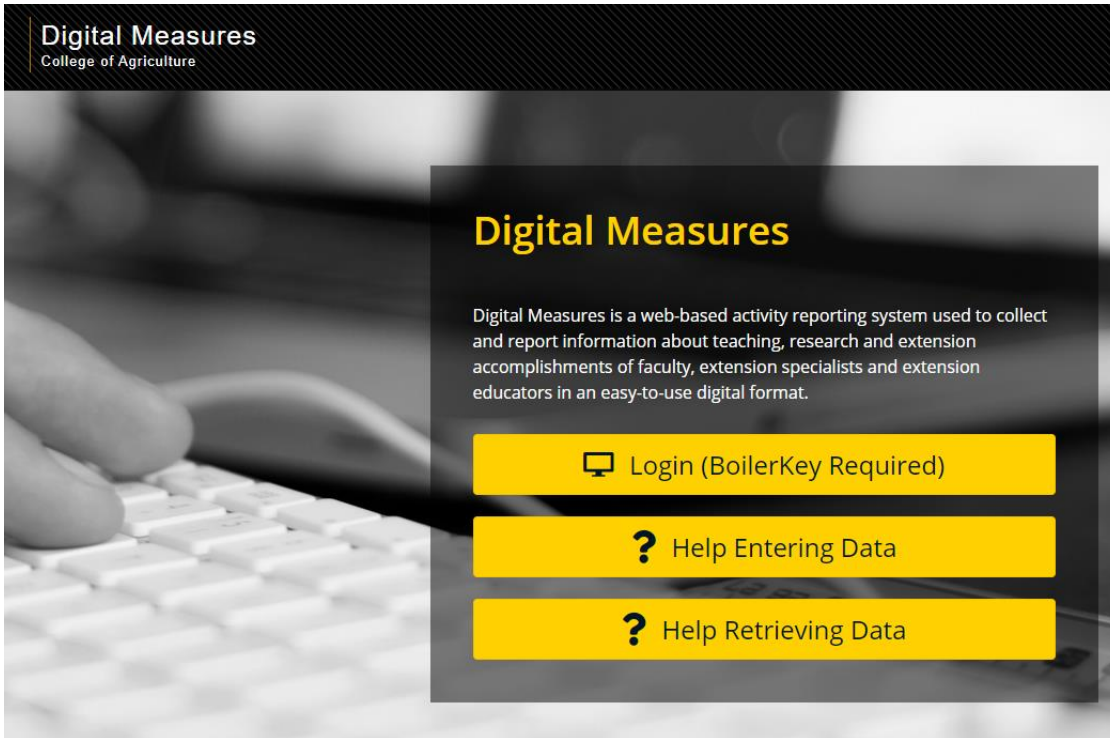 Digital Measures
College of Agriculture
Digital Measures
Digital Measures is a web-based activity reporting system used to collect
and report information about teaching, research and extension
accomplishments of faculty, extension specialists and extension
educators in an easy-to-use digital format.
Login (BoilerKey Required)
? Help Entering Data
? Help Retrieving Data